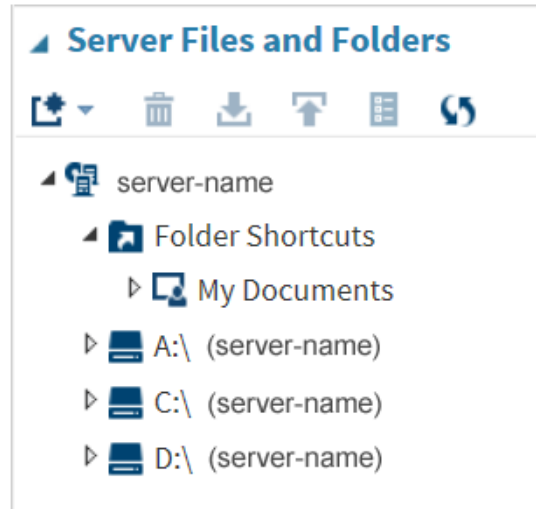 Server Files and Folders
server-name
Folder Shortcuts
My Documents
A:\ (server-name)
C:\ (server-name)
D:\ (server-name)